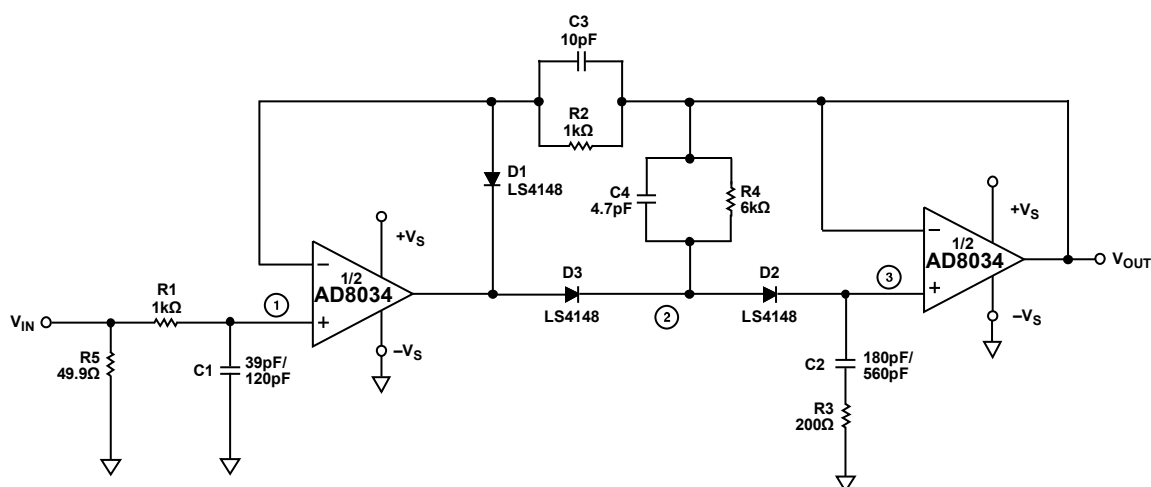 C3
10pF
R2
1kΩ
D1
LS4148
C4
4.7pF
R4
6kΩ
+VS
+VS
1/2
AD8034
1/2
AD8034
VOUT
R1
1kΩ
1
D3
LS4148
2
D2
LS4148
3
VIN
R5
49.9Ω
C1
39pF/
120pF
–VS
–VS
C2
180pF/
560pF
R3
200Ω
–
+
–
+